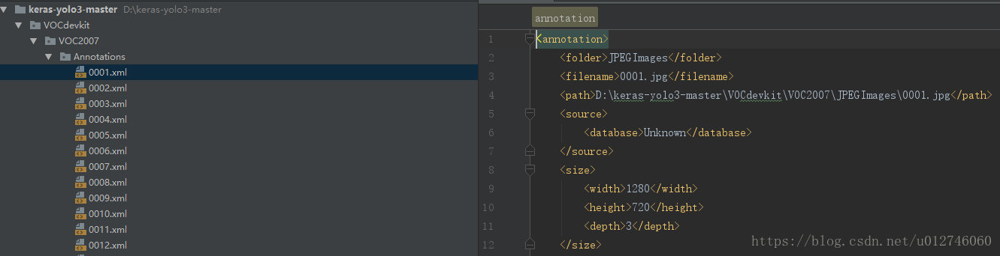 keras-yolo3-master D:\keras-yolo3-master
VOCdevkit
VOC2007
Annotations
0001.xml
0002.xml
0003.xml
0004.xml
0005.xml
0006.xml
0007.xml
0008.xml
0009.xml
0010.xml
0011.xml
0012.xml
annotation
1 <annotation>
2 <folder>JPEGImages</folder>
3 <filename>0001.jpg</filename>
4 <path>D:\keras-yolo3-master\VOCdevkit\VOC2007\JPEGImages\0001.jpg</path>
5 <source>
6 <database>Unknown</database>
7 </source>
8 <size>
9 <width>1280</width>
10 <height>720</height>
11 <depth>3</depth>
12 </size>
https://blog.csdn.net/u012746060